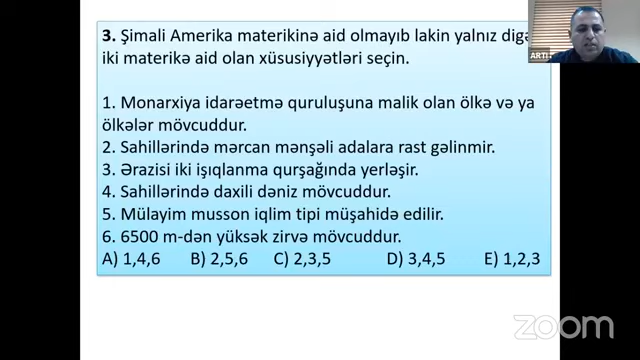 3. Şimali Amerika materikinə aid olmayıb lakin yalnız
iki materikə aid olan xüsusiyyətləri seçin.
1. Monarxiya idarəetmə quruluşuna malik olan ölkə və ya
ölkələr mövcuddur.
2. Sahillərində mərcan mənşəli adalara rast gəlinmir.
3. Ərazisi iki işıqlanma qurşağında yerləşir.
4. Sahillərində daxili dəniz mövcuddur.
5. Mülayim musson iqlim tipi müşahidə edilir.
6. 6500 m-dən yüksək zirvə mövcuddur.
A) 1,4,6 B) 2,5,6 C) 2,3,5 D) 3,4,5 E) 1,2,3
zoom